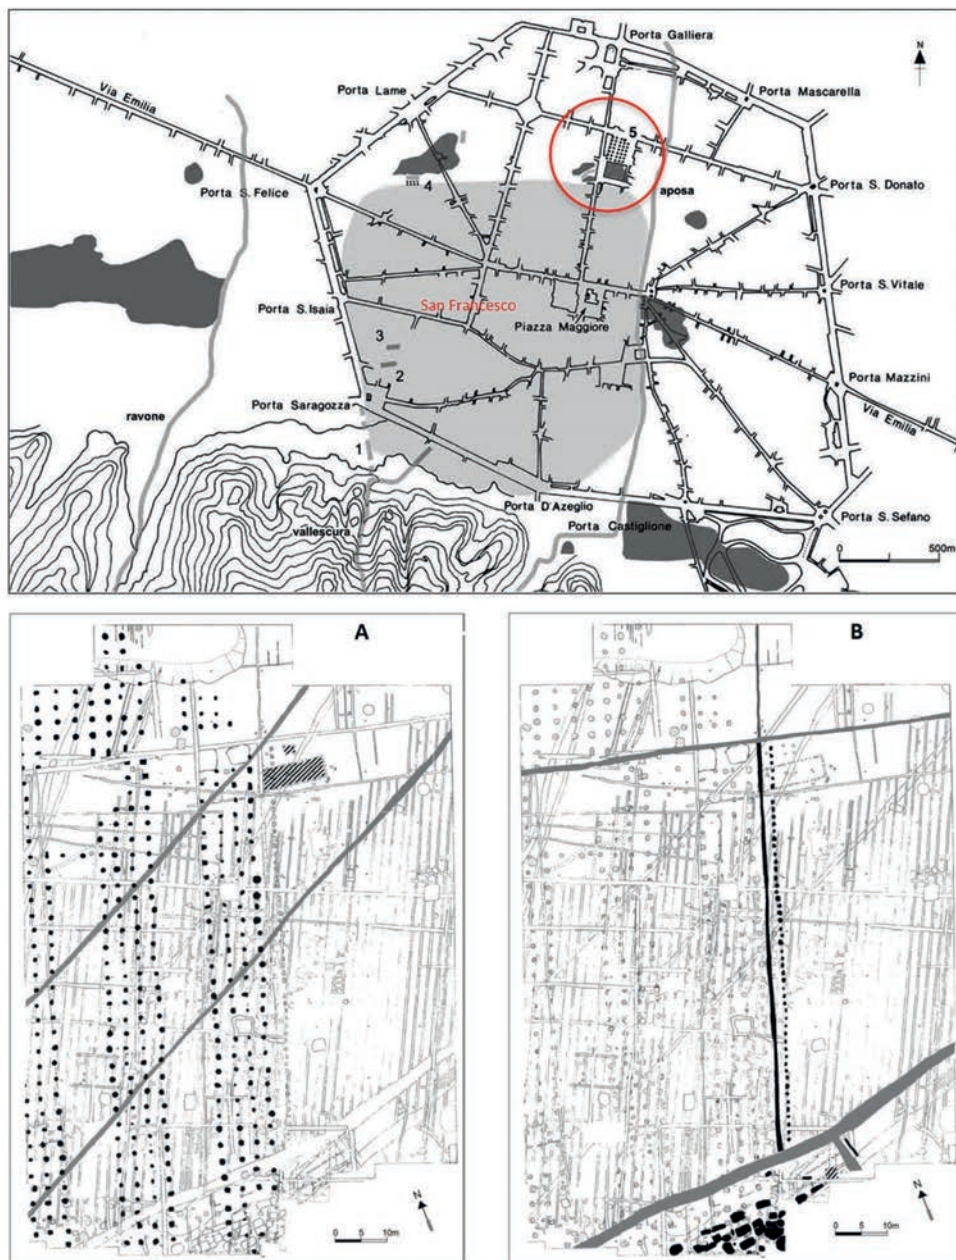 Porta Galliera
N
Via Emilia
Porta Lame
Porta Mascarella
5
4
Porta S. Felice
aposa
Porta S. Donato
San Francesco
Porta S. Isaia
Porta S. Vitale
Piazza Maggiore
3
2
Porta Mazzini
Porta Saragozza
ravone
Via Emilia
1
Porta D'Azeglio
Porta Castiglione
Porta S. Sefano
vallescura
0 500m
A
N
0 5 10m
B
N
0 5 10m